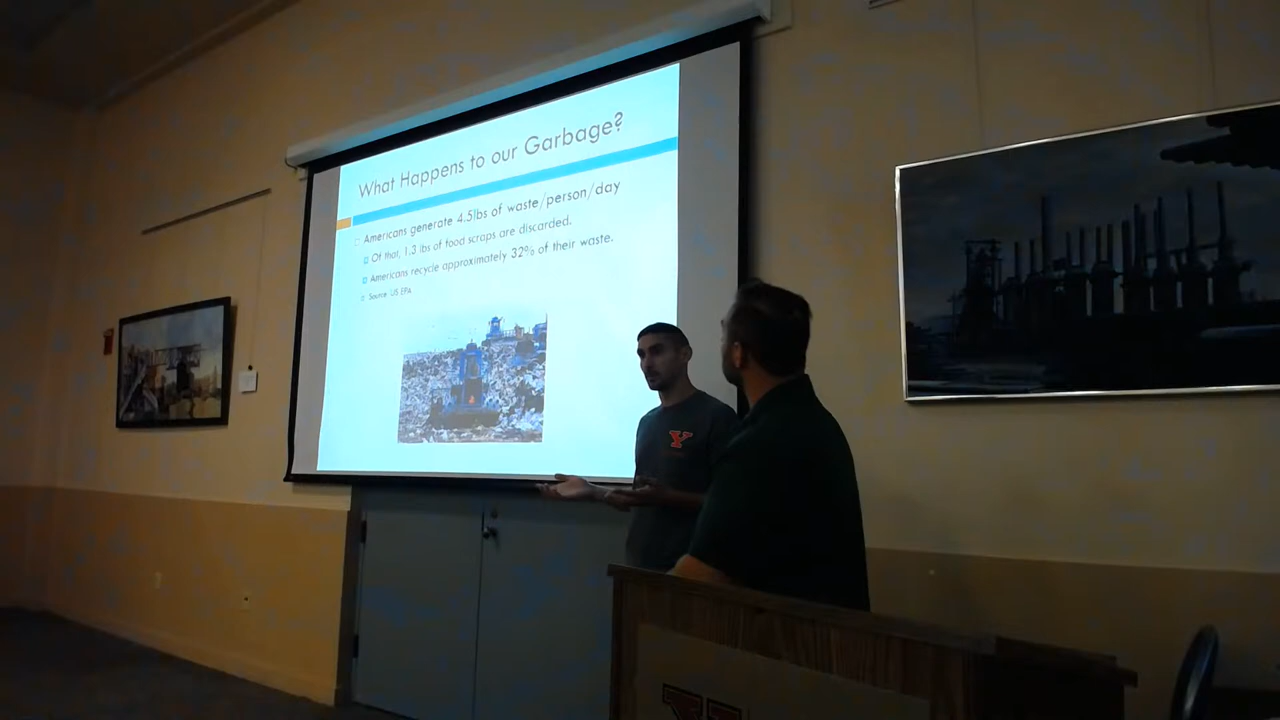 What Happens to our Garbage?
Americans generate 4.5lbs of waste/person/day
Of that, 1.3 lbs of food scraps are discarded.
Americans recycle approximately 32% of their waste.
Source: US EPA
Y
Y